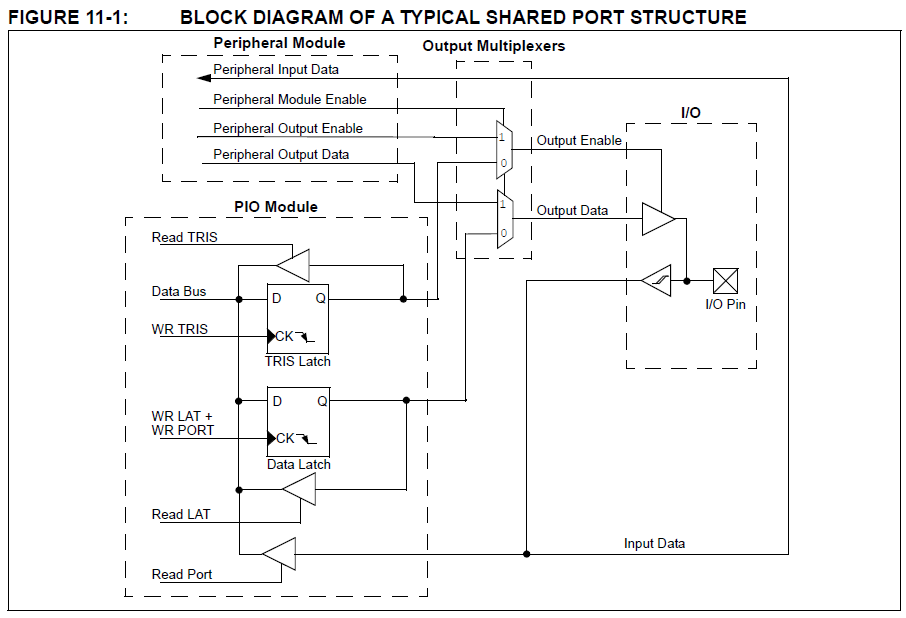 FIGURE 11-1: BLOCK DIAGRAM OF A TYPICAL SHARED PORT STRUCTURE
Peripheral Module
Output Multiplexers
Peripheral Input Data
Peripheral Module Enable
I/O
Peripheral Output Enable
1
Output Enable
Peripheral Output Data
0
PIO Module
1
Output Data
0
Read TRIS
Data Bus
D
Q
I/O Pin
WR TRIS
CK
TRIS Latch
D
Q
WR LAT +
WR PORT
CK
Data Latch
Read LAT
Input Data
Read Port